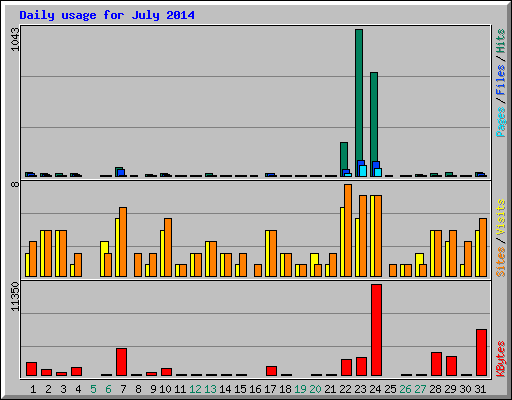 Daily usage for July 2014
1043
Pages / Files / Hits
8
Sites / Visits
11350
KBytes
1 2 3 4 5 6 7 8 9 10 11 12 13 14 15 16 17 18 19 20 21 22 23 24 25 26 27 28 29 30 31